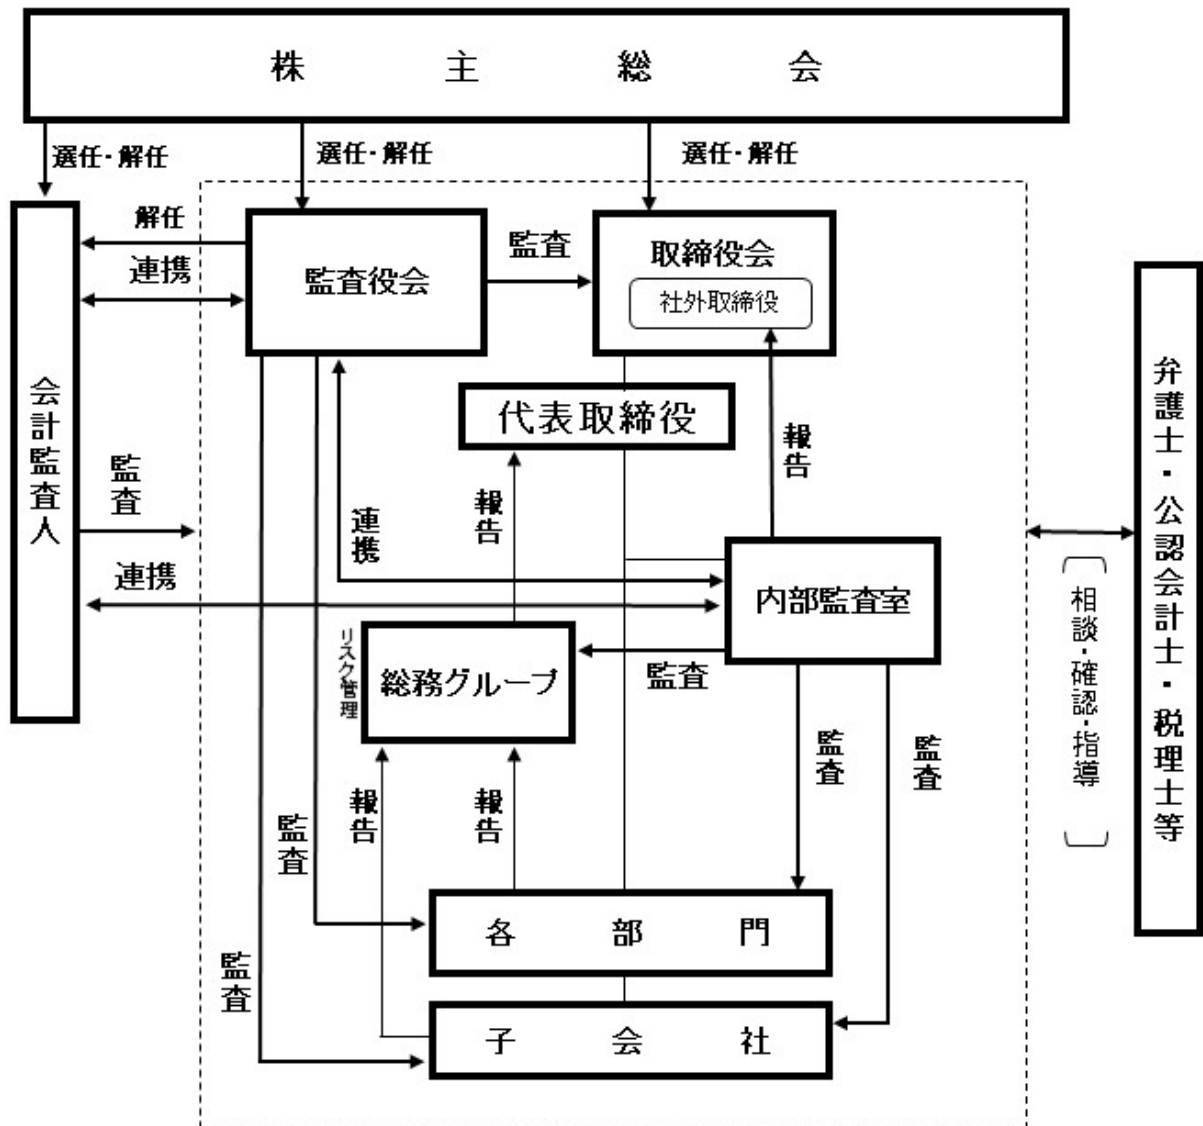 株主総会
選任・解任
選任・解任
選任・解任
解任
連携
監査役会
監査
取締役会
社外取締役
会計監査人
代表取締役
報告
報告
監査
連携
連携
内部監査室
弁護士・公認会計士・税理士等
相談・確認・指導
リスク管理
総務グループ
監査
監査
監査
報告
報告
監査
監査
各部門
子会社